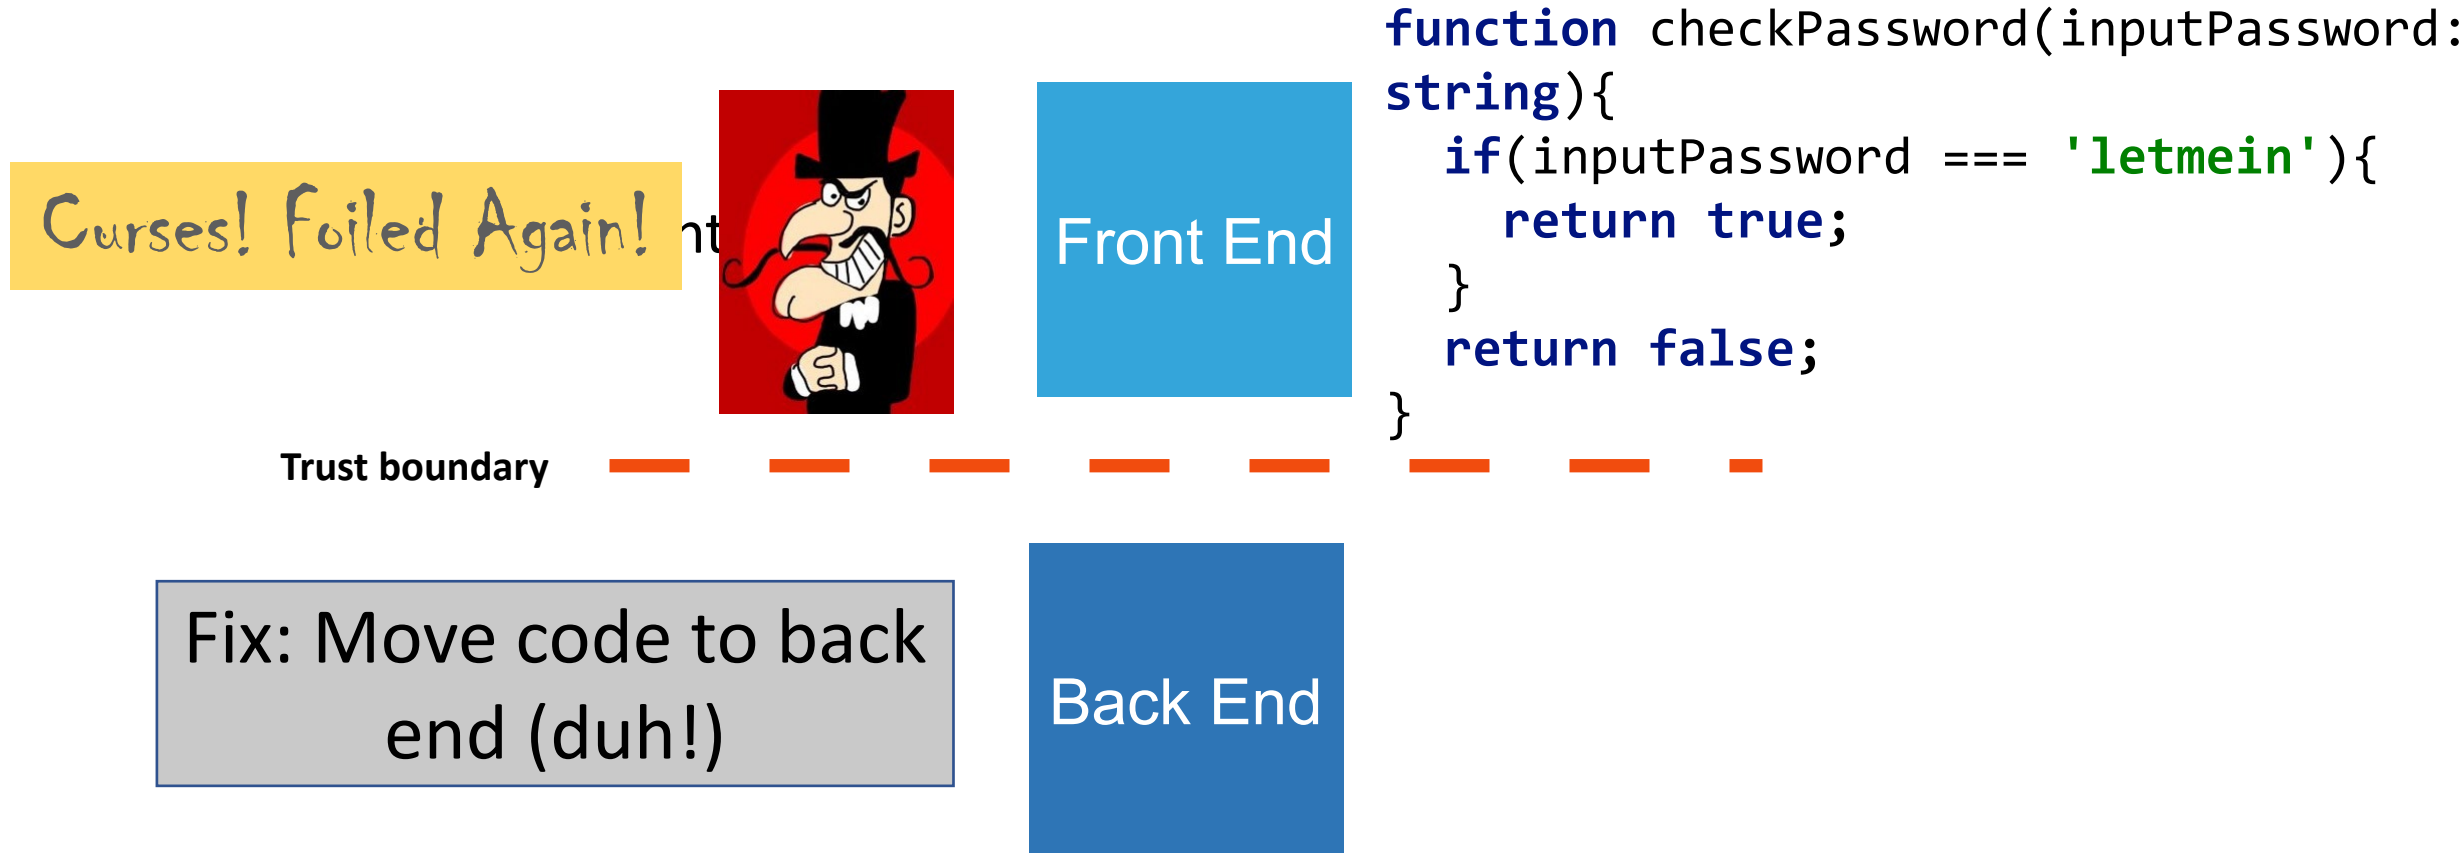 function checkPassword(inputPassword:
string){
if(inputPassword === 'letmein'){
return true;
}
return false;
}
Curses! Foiled Again!
nt
Front End
Trust boundary
Fix: Move code to back
end (duh!)
Back End